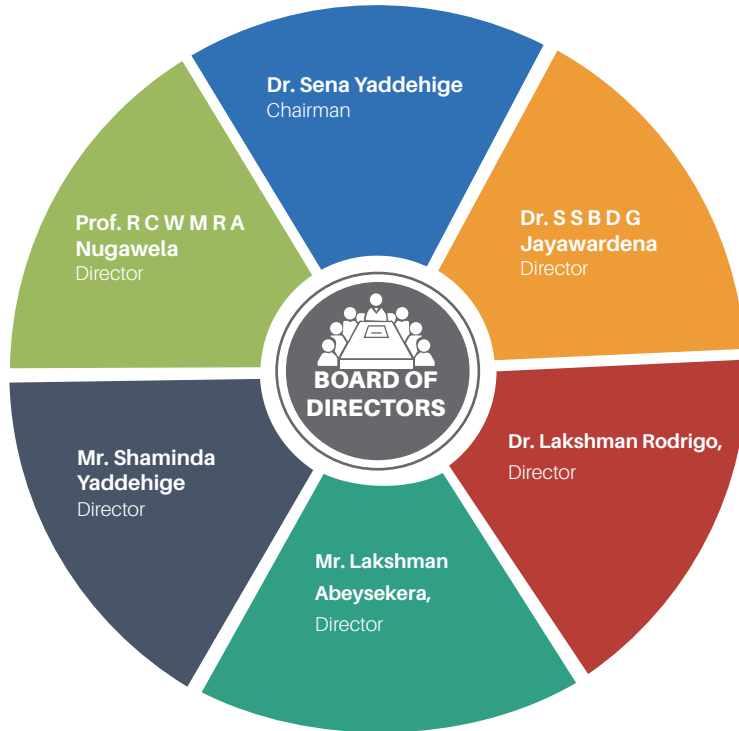 Dr. Sena Yaddehige
Chairman
Dr. S S B D G
Jayawardena
Director
Dr. Lakshman Rodrigo,
Director
Mr. Lakshman
Abeysekera,
Director
Mr. Shaminda
Yaddehige
Director
Prof. R C W M R A
Nugawela
Director
BOARD OF
DIRECTORS